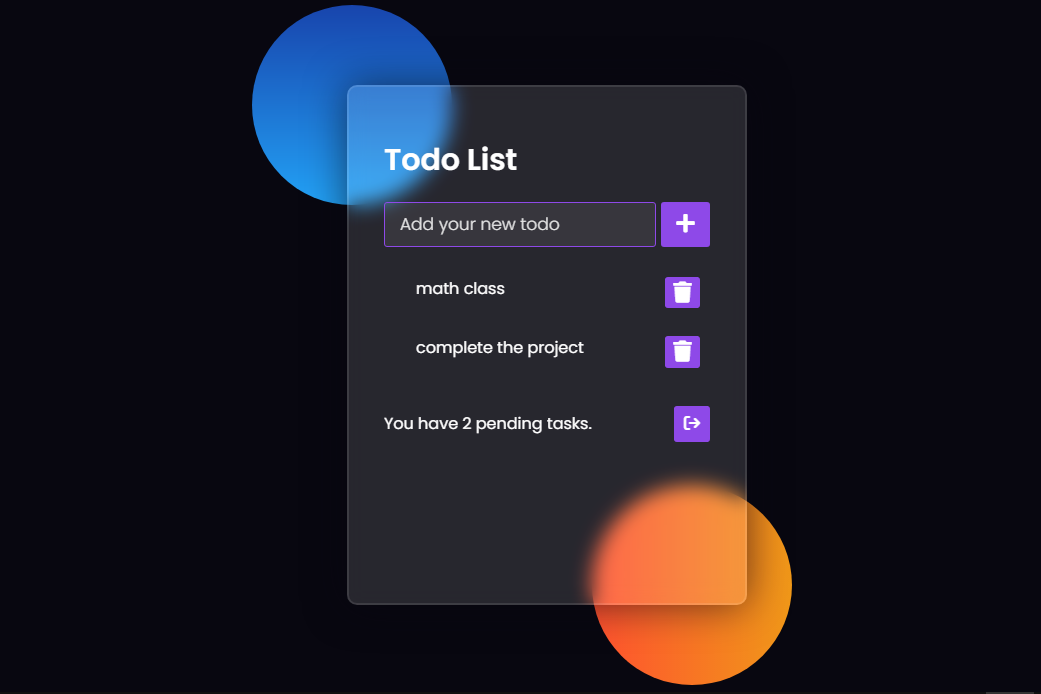 Todo List
Add your new todo
math class
complete the project
You have 2 pending tasks.